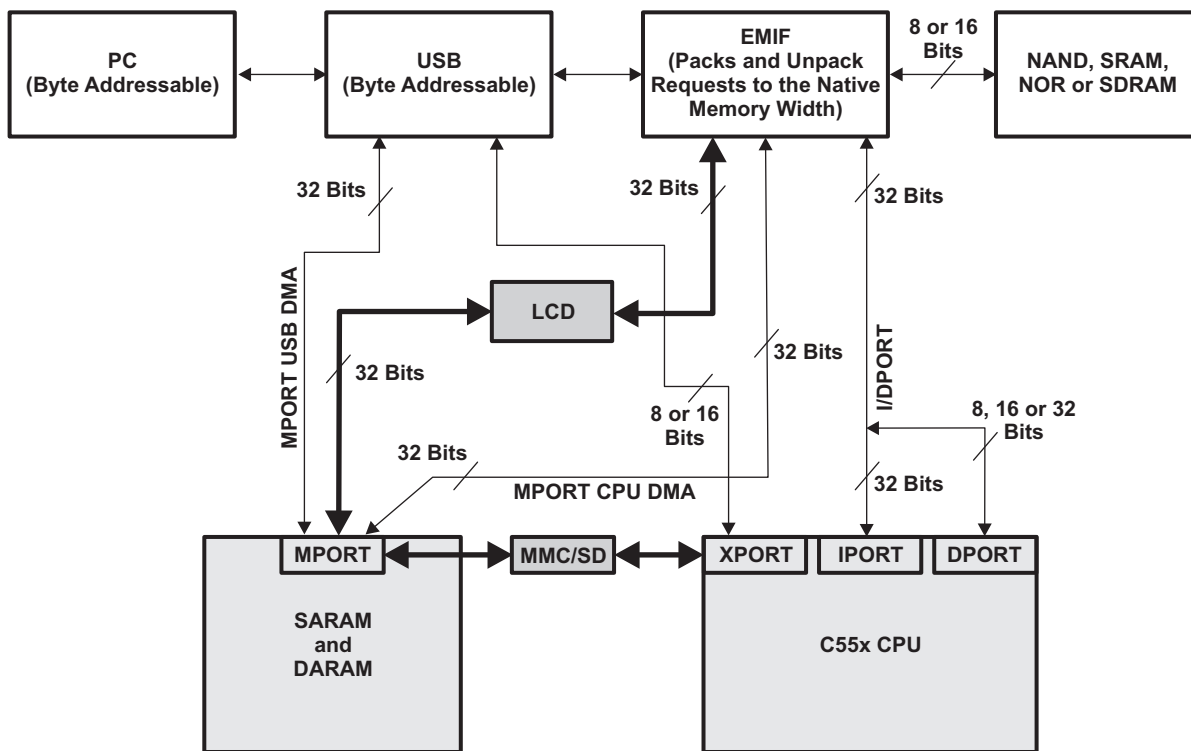 PC
(Byte Addressable)
USB
(Byte Addressable)
EMIF
(Packs and Unpack
Requests to the Native
Memory Width)
8 or 16
Bits
NAND, SRAM,
NOR or SDRAM
32 Bits
32 Bits
32 Bits
MPORT USB DMA
LCD
32 Bits
32 Bits
I/DPORT
8 or 16
Bits
8, 16 or 32
Bits
32 Bits
MPORT CPU DMA
32 Bits
MPORT
MMC/SD
XPORT
IPORT
DPORT
SARAM
and
DARAM
C55x CPU